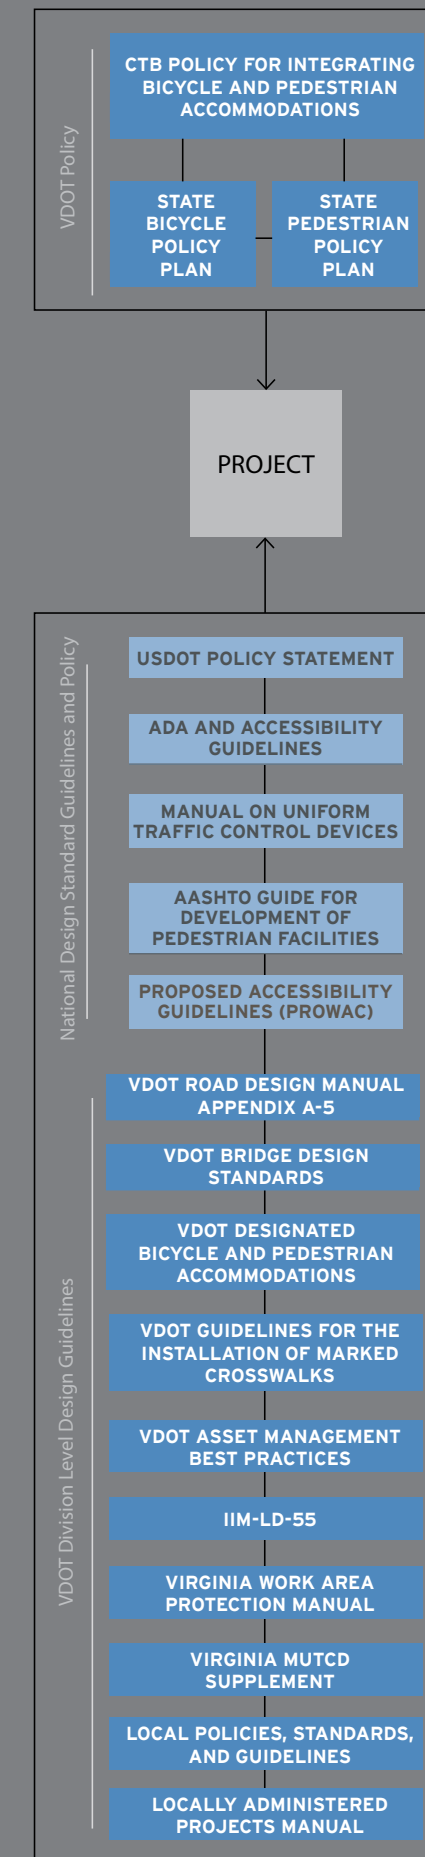 VDOT Policy
CTB POLICY FOR INTEGRATING
BICYCLE AND PEDESTRIAN
ACCOMMODATIONS
STATE
BICYCLE
POLICY
PLAN
STATE
PEDESTRIAN
POLICY
PLAN
PROJECT
National Design Standard Guidelines and Policy
USDOT POLICY STATEMENT
ADA AND ACCESSIBILITY
GUIDELINES
MANUAL ON UNIFORM
TRAFFIC CONTROL DEVICES
AASHTO GUIDE FOR
DEVELOPMENT OF
PEDESTRIAN FACILITIES
PROPOSED ACCESSIBILITY
GUIDELINES (PROWAC)
VDOT Division Level Design Guidelines
VDOT ROAD DESIGN MANUAL
APPENDIX A-5
VDOT BRIDGE DESIGN
STANDARDS
VDOT DESIGNATED
BICYCLE AND PEDESTRIAN
ACCOMMODATIONS
VDOT GUIDELINES FOR THE
INSTALLATION OF MARKED
CROSSWALKS
VDOT ASSET MANAGEMENT
BEST PRACTICES
IIM-LD-55
VIRGINIA WORK AREA
PROTECTION MANUAL
VIRGINIA MUTCD
SUPPLEMENT
LOCAL POLICIES, STANDARDS,
AND GUIDELINES
LOCALLY ADMINISTERED
PROJECTS MANUAL